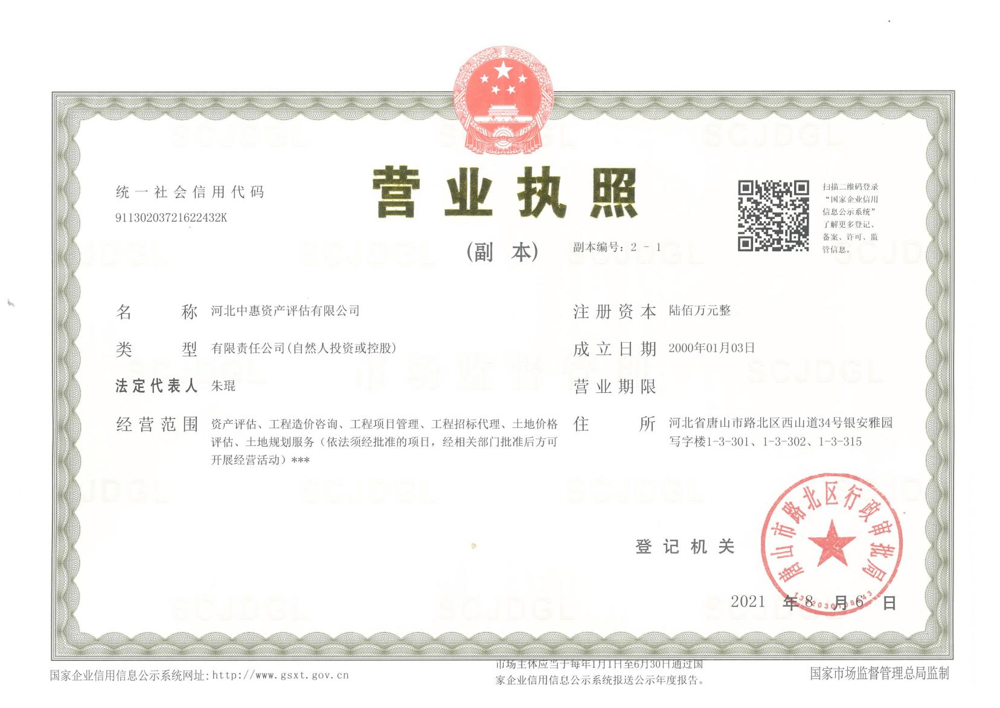 营业执照
(副 本)
副本编号：2 - 1
统一社会信用代码
91130203721622432K
扫描二维码登录
“国家企业信用
信息公示系统”
了解更多登记、
备案、许可、监
管信息。
名 称 河北中惠资产评估有限公司
类 型 有限责任公司(自然人投资或控股)
法定代表人 朱琨
经营范围 资产评估、工程造价咨询、工程项目管理、工程招标代理、土地价格
评估、土地规划服务（依法须经批准的项目，经相关部门批准后方可
开展经营活动）***
注册资本 陆佰万元整
成立日期 2000年01月03日
营业期限
住 所 河北省唐山市路北区西山道34号银安雅园
写字楼1-3-301、1-3-302、1-3-315
登记机关
唐山市路北区行政审批局
2021 年 8 月 6 日
国家企业信用信息公示系统网址：http://www.gsxt.gov.cn
市场主体应当于每年1月1日至6月30日通过国
家企业信用信息公示系统报送公示年度报告。
国家市场监督管理总局监制